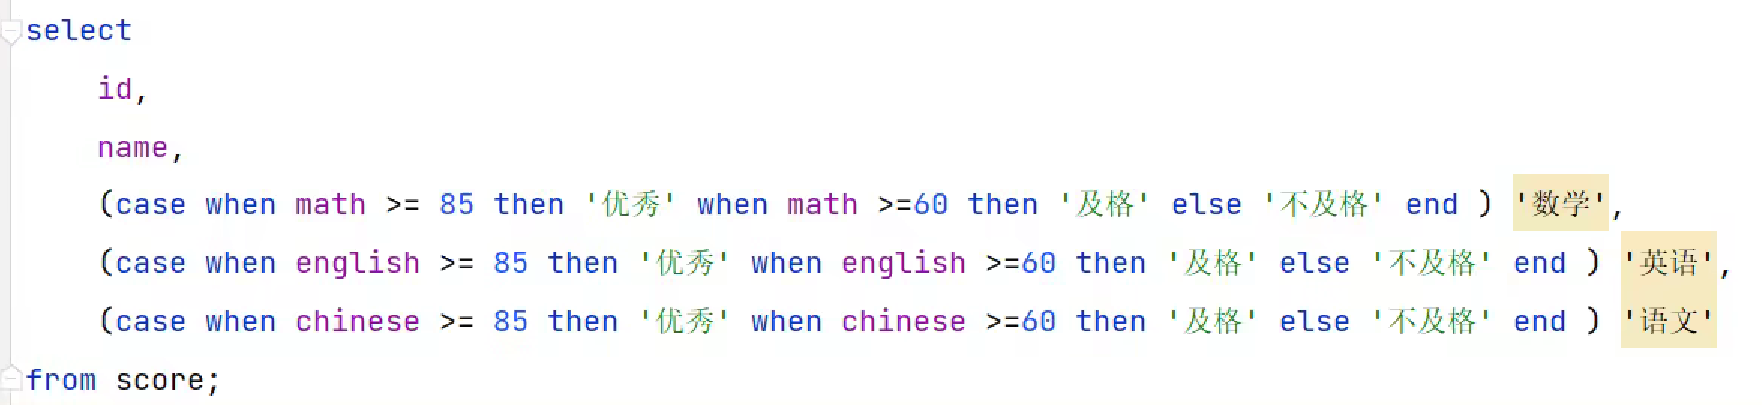 select
id,
name,
(case when math >= 85 then '优秀' when math >=60 then '及格' else '不及格' end ) '数学',
(case when english >= 85 then '优秀' when english >=60 then '及格' else '不及格' end ) '英语',
(case when chinese >= 85 then '优秀' when chinese >=60 then '及格' else '不及格' end ) '语文'
from score;